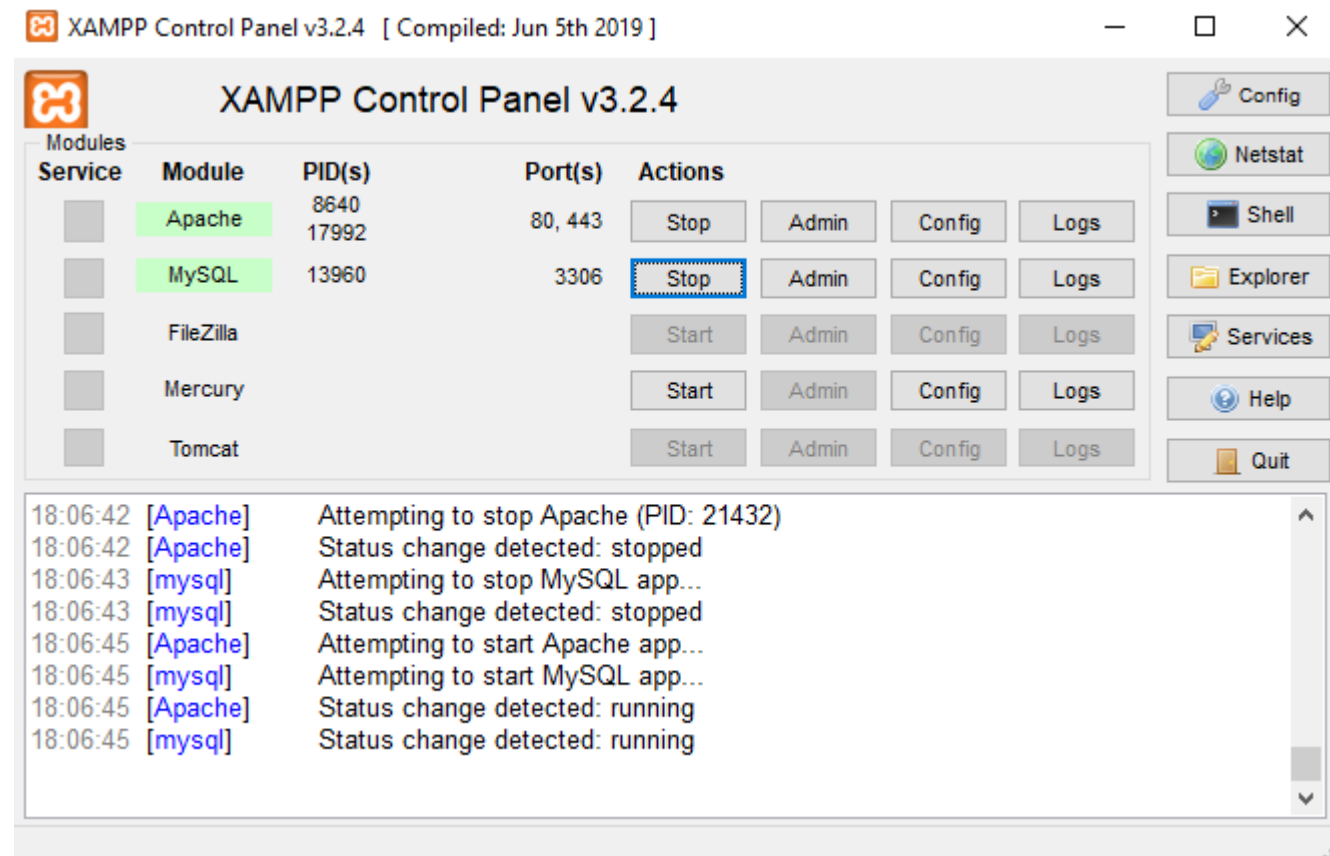 XAMPP Control Panel v3.2.4 [ Compiled: Jun 5th 2019 ]
XAMPP Control Panel v3.2.4
Config
Netstat
Shell
Explorer
Services
Help
Quit
Modules
Service Module PID(s) Port(s) Actions
Apache 8640 17992 80, 443 Stop Admin Config Logs
MySQL 13960 3306 Stop Admin Config Logs
FileZilla Start Admin Config Logs
Mercury Start Admin Config Logs
Tomcat Start Admin Config Logs
18:06:42 [Apache] Attempting to stop Apache (PID: 21432)
18:06:42 [Apache] Status change detected: stopped
18:06:43 [mysql] Attempting to stop MySQL app...
18:06:43 [mysql] Status change detected: stopped
18:06:45 [Apache] Attempting to start Apache app...
18:06:45 [mysql] Attempting to start MySQL app...
18:06:45 [Apache] Status change detected: running
18:06:45 [mysql] Status change detected: running